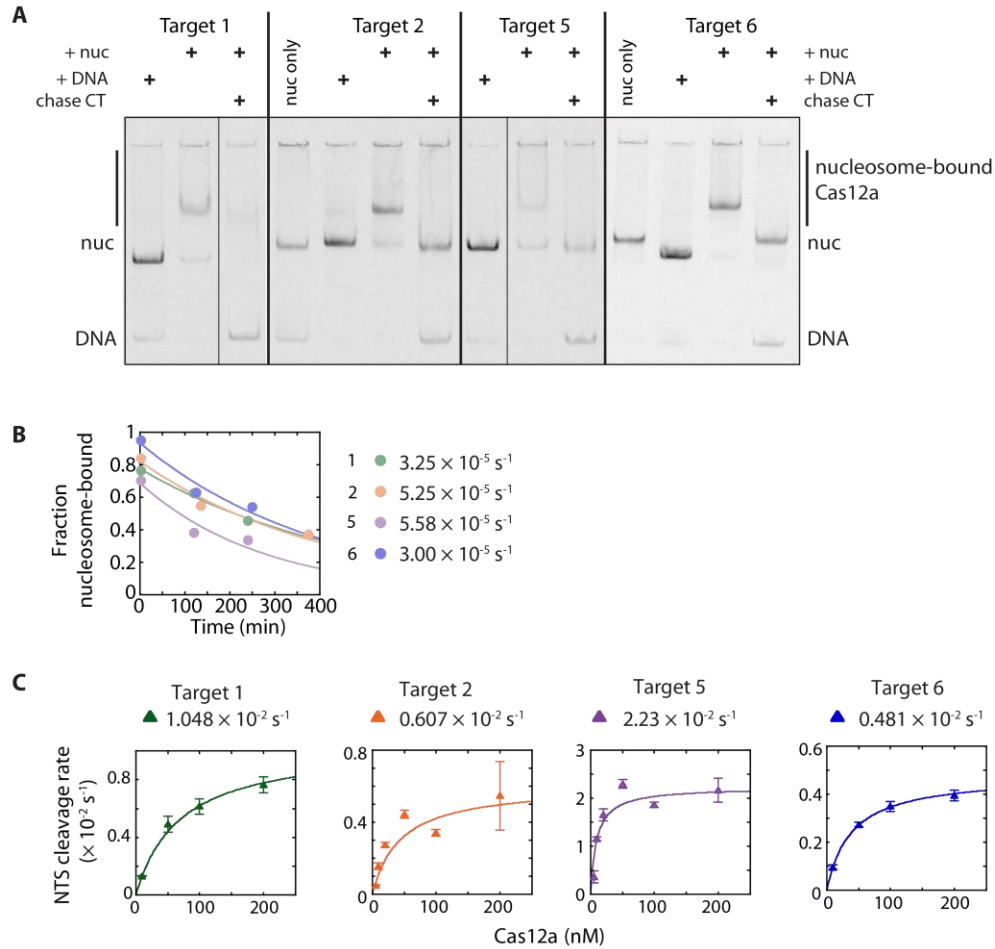 A
Target 1
Target 2
Target 5
Target 6
+ nuc
+ + nuc only + + + + nuc only + +
+ nuc
+ DNA
+ + + +
+ DNA
chase CT
+ + + +
chase CT
nucleosome-bound
Cas12a
nuc
nuc
DNA
DNA
B
Fraction
nucleosome-bound
1
0.8
0.6
0.4
0.2
0
0 100 200 300 400
Time (min)
1 3.25 × 10⁻⁵ s⁻¹
2 5.25 × 10⁻⁵ s⁻¹
5 5.58 × 10⁻⁵ s⁻¹
6 3.00 × 10⁻⁵ s⁻¹
C
Target 1
1.048 × 10⁻² s⁻¹
Target 2
0.607 × 10⁻² s⁻¹
Target 5
2.23 × 10⁻² s⁻¹
Target 6
0.481 × 10⁻² s⁻¹
NTS cleavage rate
(× 10⁻² s⁻¹)
0.8
0.4
0
0 100 200
0.8
0.4
0
0 100 200
3
2
1
0
0 100 200
0.6
0.4
0.2
0
0 100 200
Cas12a (nM)